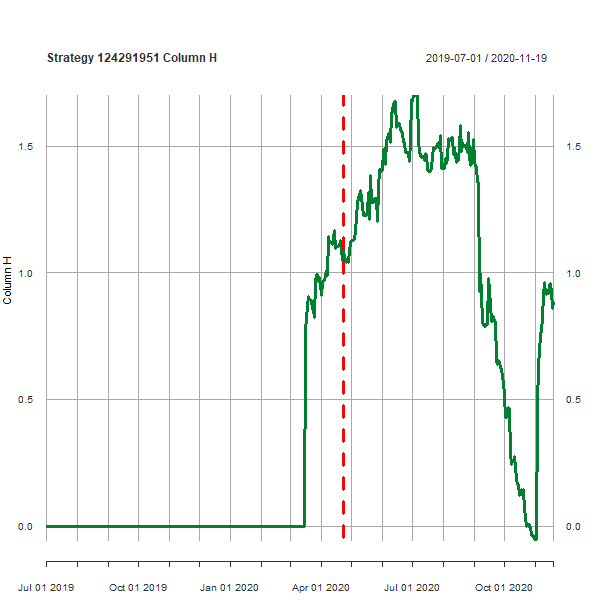 Strategy 124291951 Column H
2019-07-01 / 2020-11-19
1.5
1.5
1.0
1.0
Column H
0.5
0.5
0.0
0.0
Jul 01 2019
Oct 01 2019
Jan 01 2020
Apr 01 2020
Jul 01 2020
Oct 01 2020